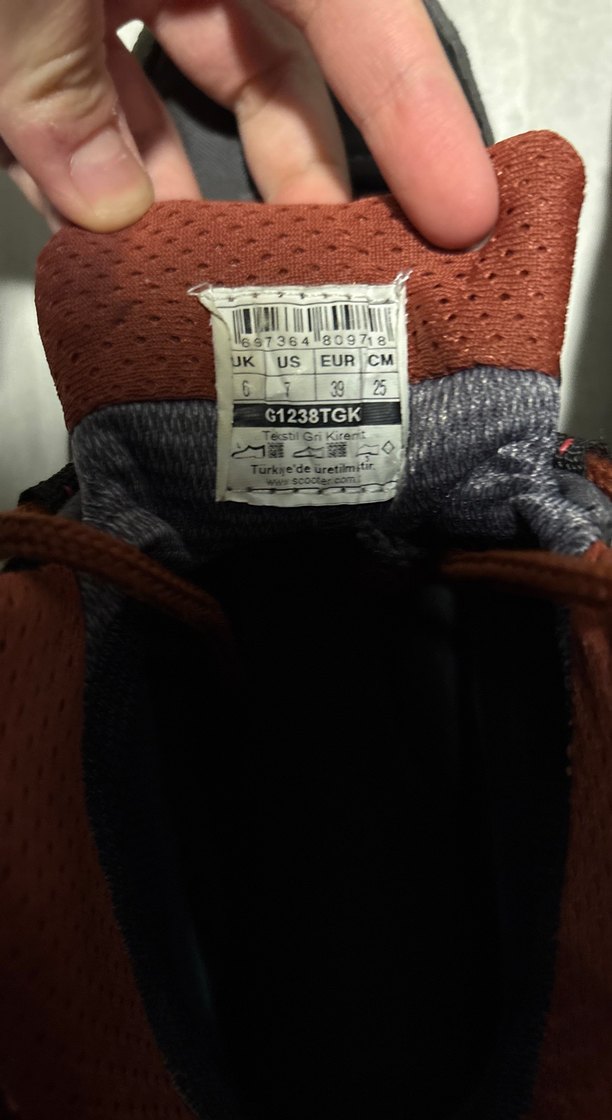 697364 809718
UK US EUR CM
6 7 39 25
G1238TGK
Tekstil Gri Kiremit
Türkiye'de üretilmiştir.
www.scooter.com.tr